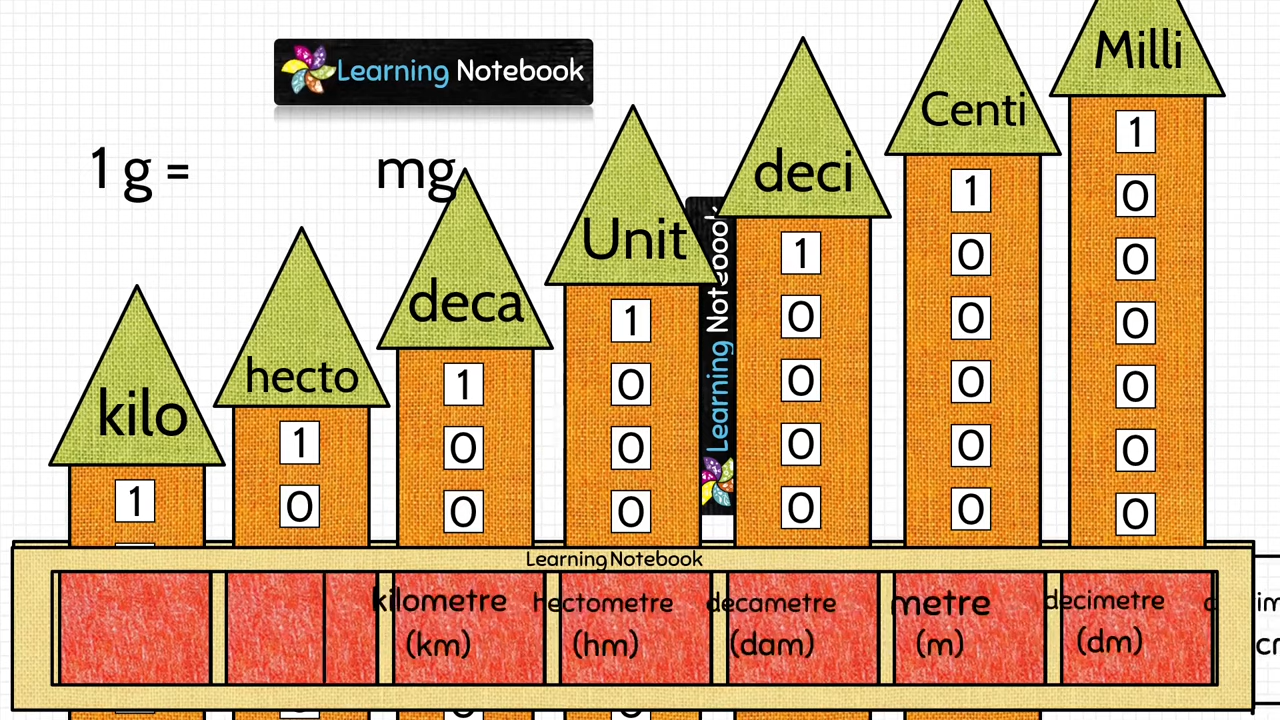 Learning Notebook
1 g = mg
kilo
1
hecto
1
0
deca
1
0
0
Unit
1
0
0
0
Learning Notebook
deci
1
0
0
0
0
Centi
1
0
0
0
0
0
Milli
1
0
0
0
0
0
0
Learning Notebook
kilometre
(km)
hectometre
(hm)
decametre
(dam)
metre
(m)
decimetre
(dm)